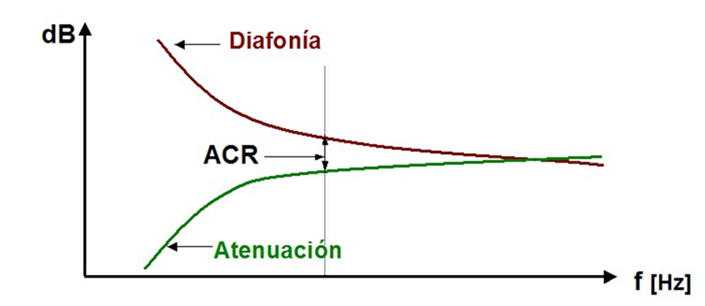 dB
Diafonía
ACR
Atenuación
f [Hz]